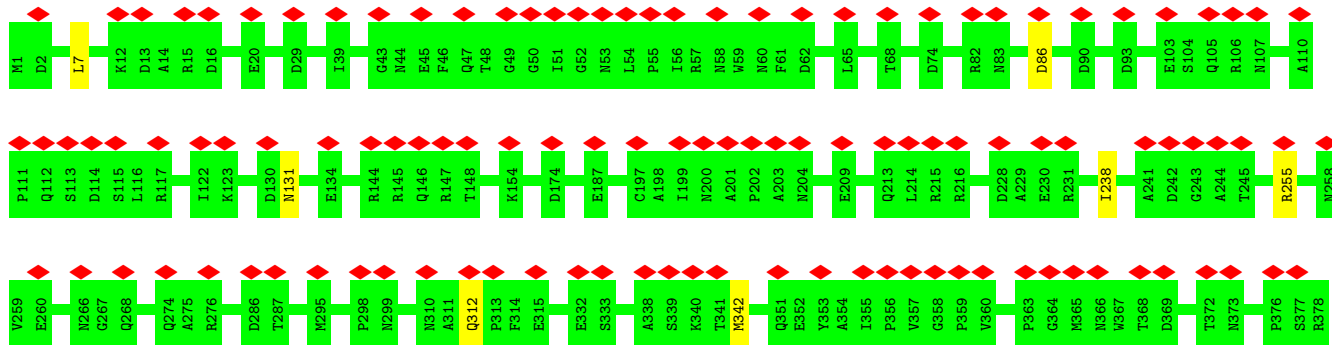 M1 D2 L7 K12 D13 A14 R15 D16 E20 D29 I39 G43 N44 E45 F46 Q47 T48 G49 G50 I51 G52 N53 L54 P55 I56 R57 N58 W59 N60 F61 D62 L65 T68 D74 R82 N83 D86 D90 D93 E103 S104 Q105 R106 N107 A110
P111 Q112 S113 D114 S115 L116 R117 I122 K123 D130 N131 E134 R144 R145 Q146 R147 T148 K154 D174 E187 C197 A198 I199 N200 A201 P202 A203 N204 E209 Q213 L214 R215 R216 D228 A229 E230 R231 I238 A241 D242 G243 A244 T245 R255 N258
V259 E260 N266 G267 Q268 Q274 A275 R276 D286 T287 M295 P298 N299 N310 A311 Q312 P313 F314 E315 E332 S333 A338 S339 K340 T341 M342 Q351 E352 Y353 A354 I355 P356 V357 G358 P359 V360 P363 G364 M365 N366 W367 T368 D369 T372 N373 P376 S377 R378